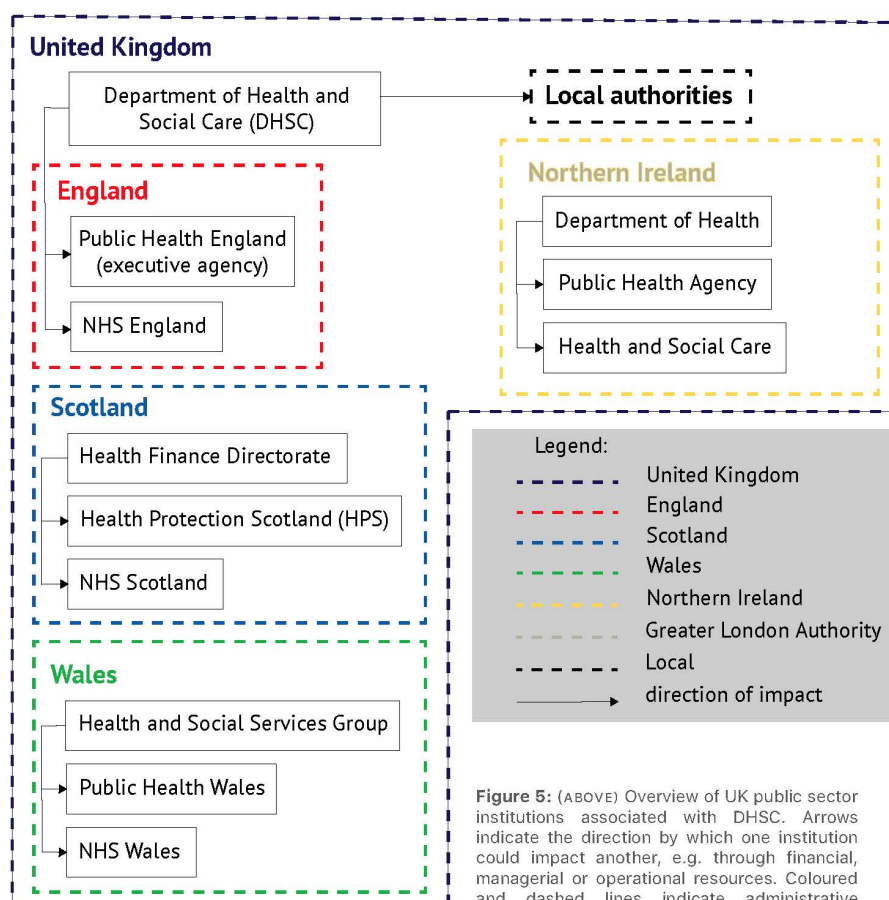 United Kingdom
Department of Health and
Social Care (DHSC)
Local authorities
England
Public Health England
(executive agency)
NHS England
Northern Ireland
Department of Health
Public Health Agency
Health and Social Care
Scotland
Health Finance Directorate
Health Protection Scotland (HPS)
NHS Scotland
Wales
Health and Social Services Group
Public Health Wales
NHS Wales
Legend:
United Kingdom
England
Scotland
Wales
Northern Ireland
Greater London Authority
Local
direction of impact
Figure 5: (ABOVE) Overview of UK public sector
institutions associated with DHSC. Arrows
indicate the direction by which one institution
could impact another, e.g. through financial,
managerial or operational resources. Coloured
and dashed lines indicate administrative